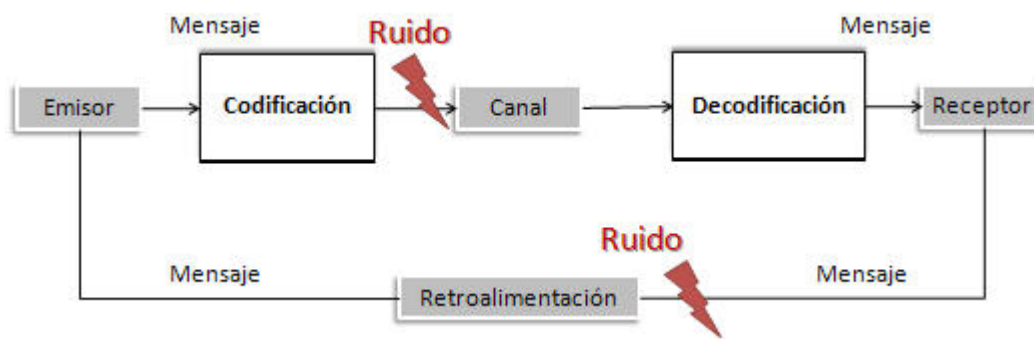 Mensaje
Ruido
Mensaje
Emisor
Codificación
Canal
Decodificación
Receptor
Ruido
Mensaje
Retroalimentación
Mensaje